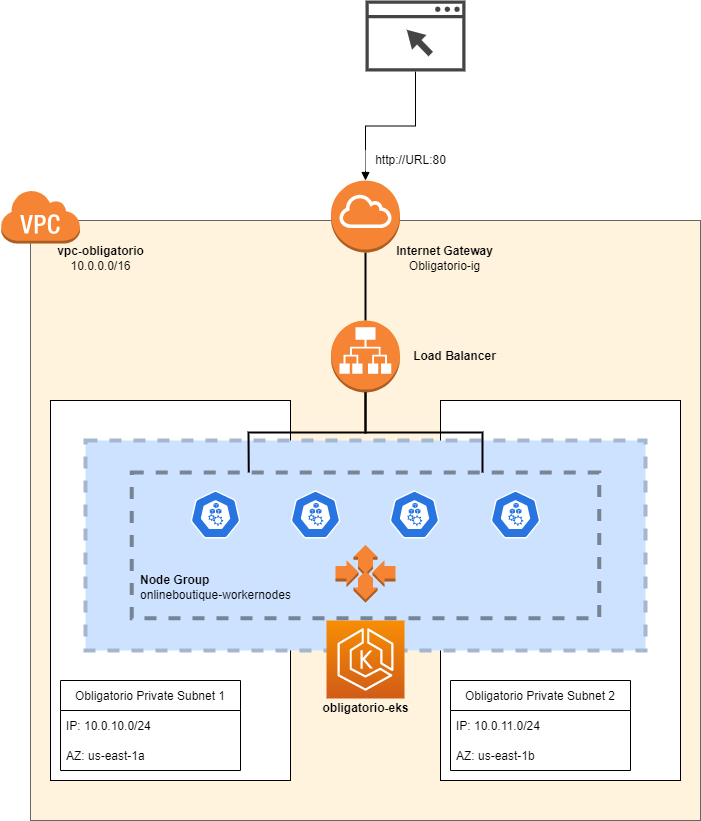 http://URL:80
VPC
vpc-obligatorio
10.0.0.0/16
Internet Gateway
Obligatorio-ig
Load Balancer
Node Group
onlineboutique-workernodes
K
obligatorio-eks
Obligatorio Private Subnet 1
IP: 10.0.10.0/24
AZ: us-east-1a
Obligatorio Private Subnet 2
IP: 10.0.11.0/24
AZ: us-east-1b